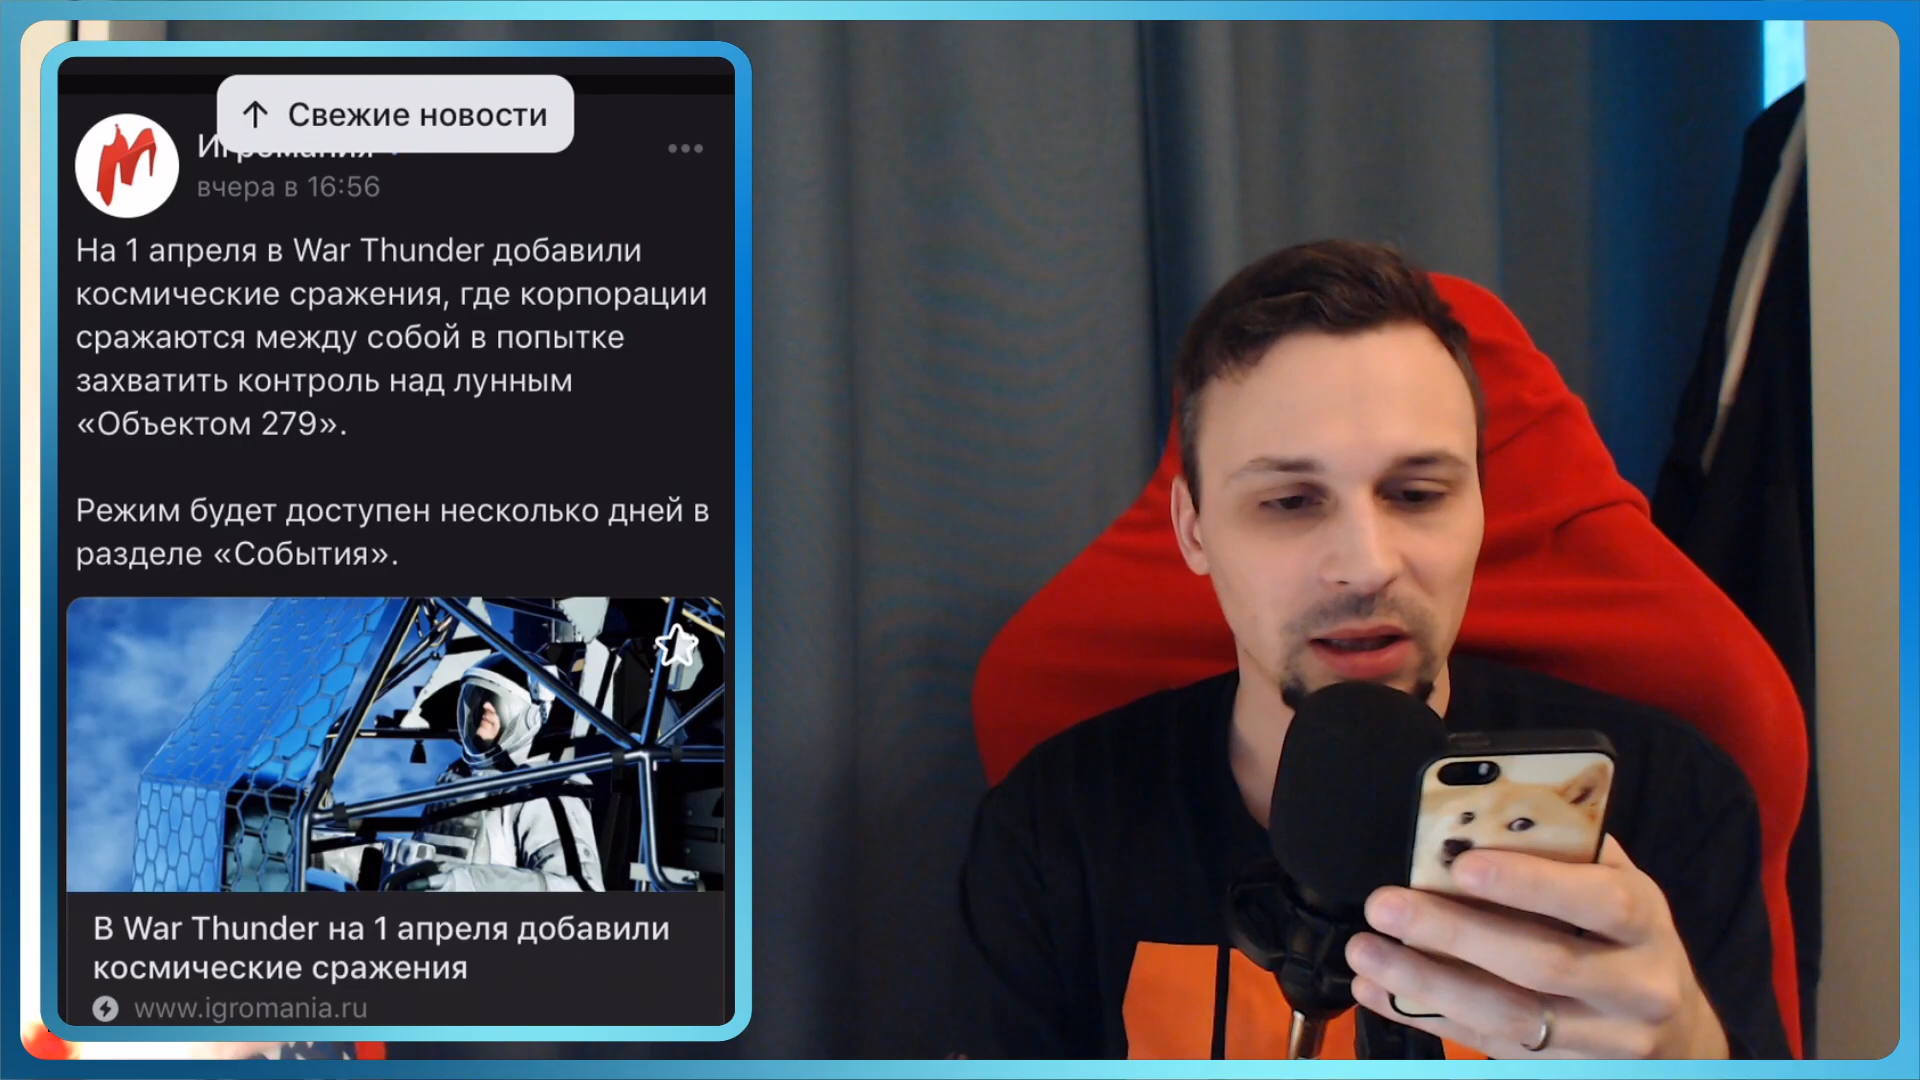 Свежие новости
Игромания
вчера в 16:56
На 1 апреля в War Thunder добавили
космические сражения, где корпорации
сражаются между собой в попытке
захватить контроль над лунным
«Объектом 279».
Режим будет доступен несколько дней в
разделе «События».
В War Thunder на 1 апреля добавили
космические сражения
www.igromania.ru